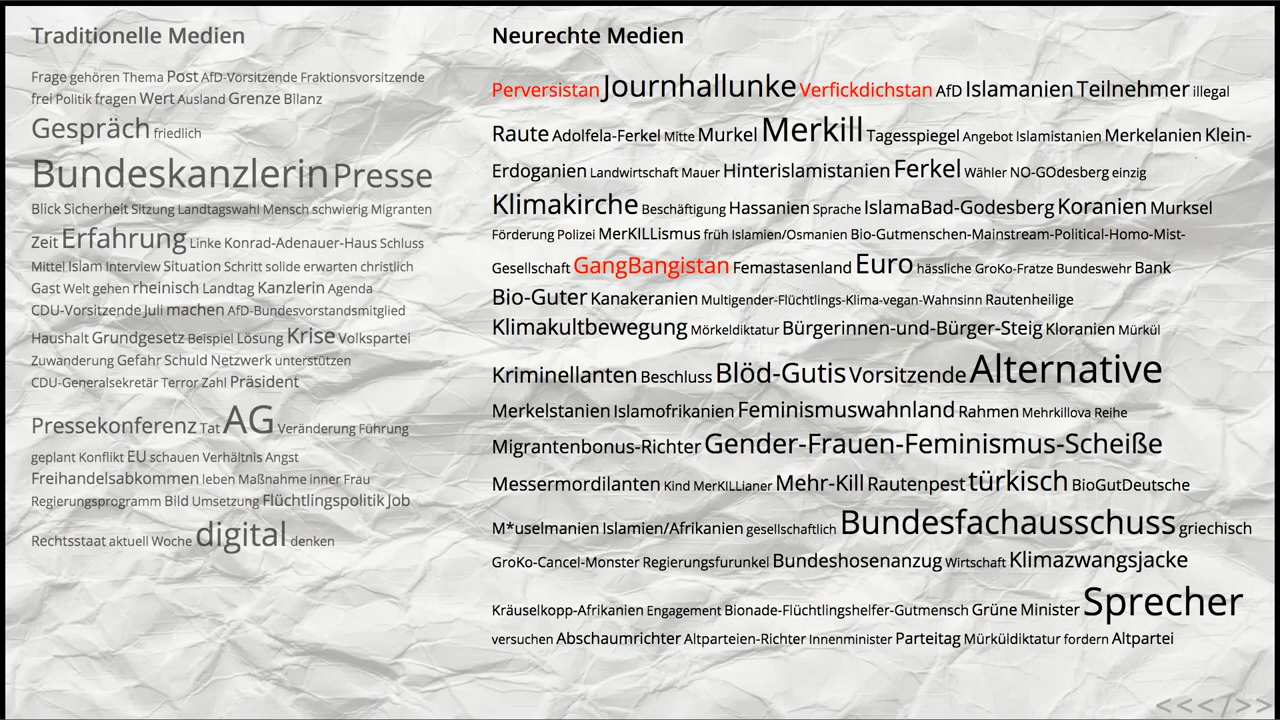 Traditionelle Medien
Frage gehören Thema Post AfD-Vorsitzende Fraktionsvorsitzende
frei Politik fragen Wert Ausland Grenze Bilanz
Gespräch friedlich
Bundeskanzlerin Presse
Blick Sicherheit Sitzung Landtagswahl Mensch schwierig Migranten
Zeit Erfahrung Linke Konrad-Adenauer-Haus Schluss
Mittel Islam Interview Situation Schritt solide erwarten christlich
Gast Welt gehen rheinisch Landtag Kanzlerin Agenda
CDU-Vorsitzende Juli machen AfD-Bundesvorstandsmitglied
Haushalt Grundgesetz Beispiel Lösung Krise Volkspartei
Zuwanderung Gefahr Schuld Netzwerk unterstützen
CDU-Generalsekretär Terror Zahl Präsident
Pressekonferenz Tat AG Veränderung Führung
geplant Konflikt EU schauen Verhältnis Angst
Freihandelsabkommen leben Maßnahme inner Frau
Regierungsprogramm Bild Umsetzung Flüchtlingspolitik Job
Rechtsstaat aktuell Woche digital denken
Neurechte Medien
Perversistan Journhallunke Verfickdichstan AfD Islamanien Teilnehmer illegal
Raute Adolfela-Ferkel Mitte Murkel Merkill Tagesspiegel Angebot Islamistanien Merkelanien Klein-
Erdoganien Landwirtschaft Mauer Hinterislamistanien Ferkel Wähler NO-GOdesberg einzig
Klimakirche Beschäftigung Hassanien Sprache IslamaBad-Godesberg Koranien Murksel
Förderung Polizei MerKILLismus früh Islamien/Osmanien Bio-Gutmenschen-Mainstream-Political-Homo-Mist-
Gesellschaft GangBangistan Femastasenland Euro hässliche GroKo-Fratze Bundeswehr Bank
Bio-Guter Kanakeranien Multigender-Flüchtlings-Klima-vegan-Wahnsinn Rautenheilige
Klimakultbewegung Mörkeldiktatur Bürgerinnen-und-Bürger-Steig Kloranien Mürkül
Kriminellanten Beschluss Blöd-Gutis Vorsitzende Alternative
Merkelstanien Islamofrikanien Feminismuswahnland Rahmen Mehrkillova Reihe
Migrantenbonus-Richter Gender-Frauen-Feminismus-Scheiße
Messermordilanten Kind MerKILLianer Mehr-Kill Rautenpest türkisch BioGutDeutsche
M*uselmanien Islamien/Afrikanien gesellschaftlich Bundesfachausschuss griechisch
GroKo-Cancel-Monster Regierungsfurunkel Bundeshosenanzug Wirtschaft Klimazwangsjacke
Kräuselkopp-Afrikanien Engagement Bionade-Flüchtlingshelfer-Gutmensch Grüne Minister Sprecher
versuchen Abschaumrichter Altparteien-Richter Innenminister Parteitag Mürküldiktatur fordern Altpartei
<<</>>